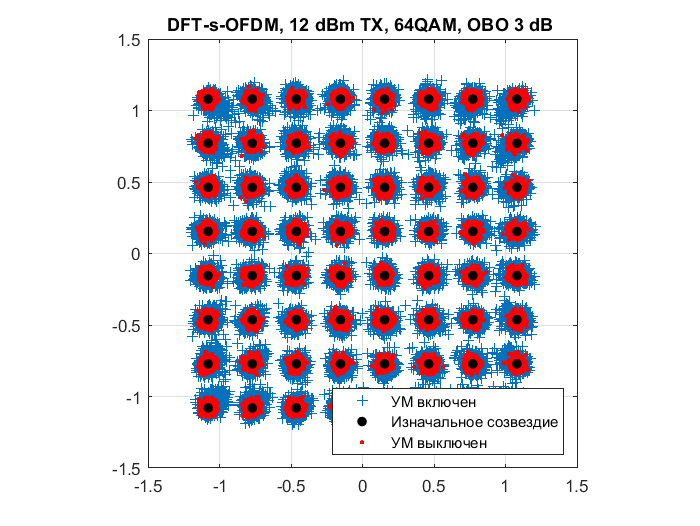 DFT-s-OFDM, 12 dBm TX, 64QAM, OBO 3 dB
1.5
1
0.5
0
-0.5
-1
-1.5
УМ включен
Изначальное созвездие
УМ выключен
-1.5 -1 -0.5 0 0.5 1 1.5